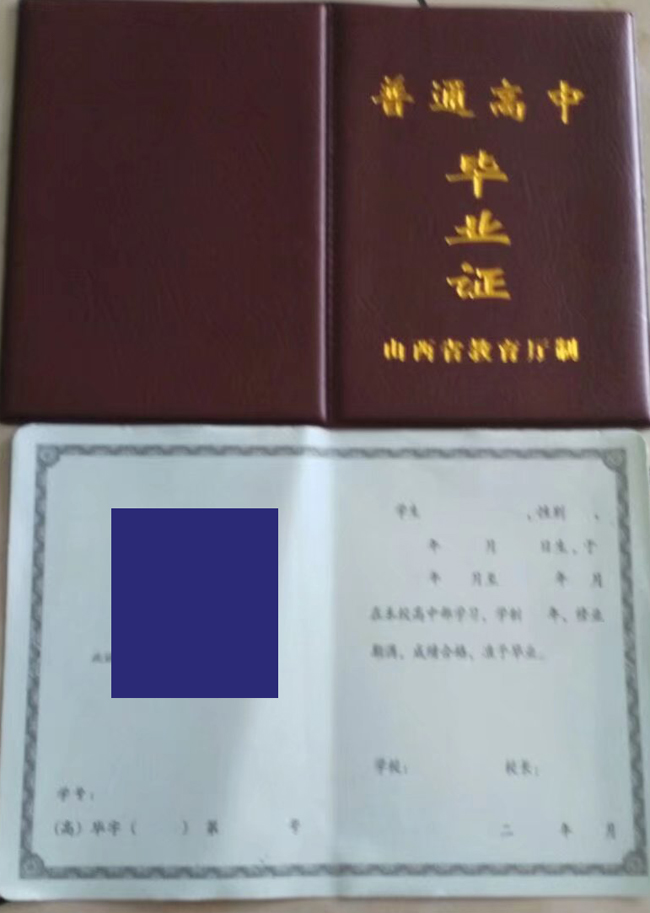 普通高中
毕
业
证
山西省教育厅制
学生 ，性别 ，
年 月 日生，于
年 月至 年 月
在本校高中部学习，学制 年，修业
期满，成绩合格，准予毕业。
学校： 校长：
二 年 月
学号：
(高) 毕字 ( ) 第 号